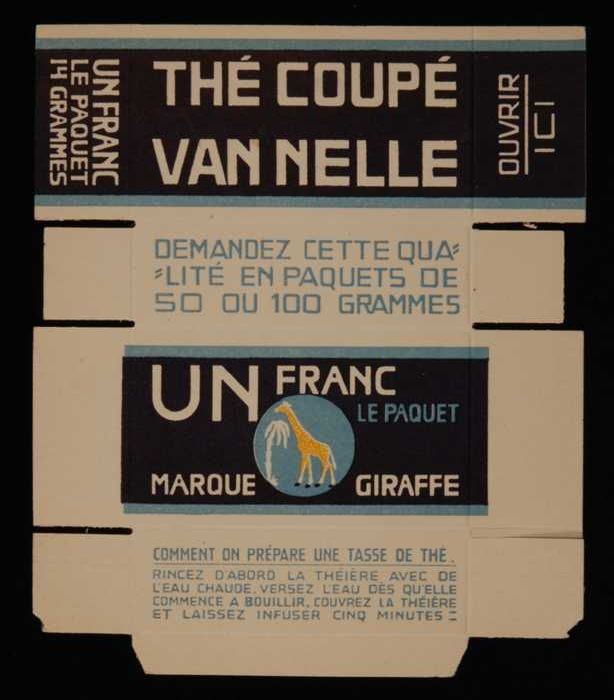 UN FRANC
LE PAQUET
14 GRAMMES
THÉ COUPÉ
VAN NELLE
OUVRIR
ICI
DEMANDEZ CETTE QUA=
=LITÉ EN PAQUETS DE
50 OU 100 GRAMMES
UN FRANC
LE PAQUET
MARQUE GIRAFFE
COMMENT ON PRÉPARE UNE TASSE DE THÉ.
RINCEZ D'ABORD LA THÉIÈRE AVEC DE
L'EAU CHAUDE. VERSEZ L'EAU DÈS QU'ELLE
COMMENCE A BOUILLIR, COUVREZ LA THÉIÈRE
ET LAISSEZ INFUSER CINQ MINUTES =